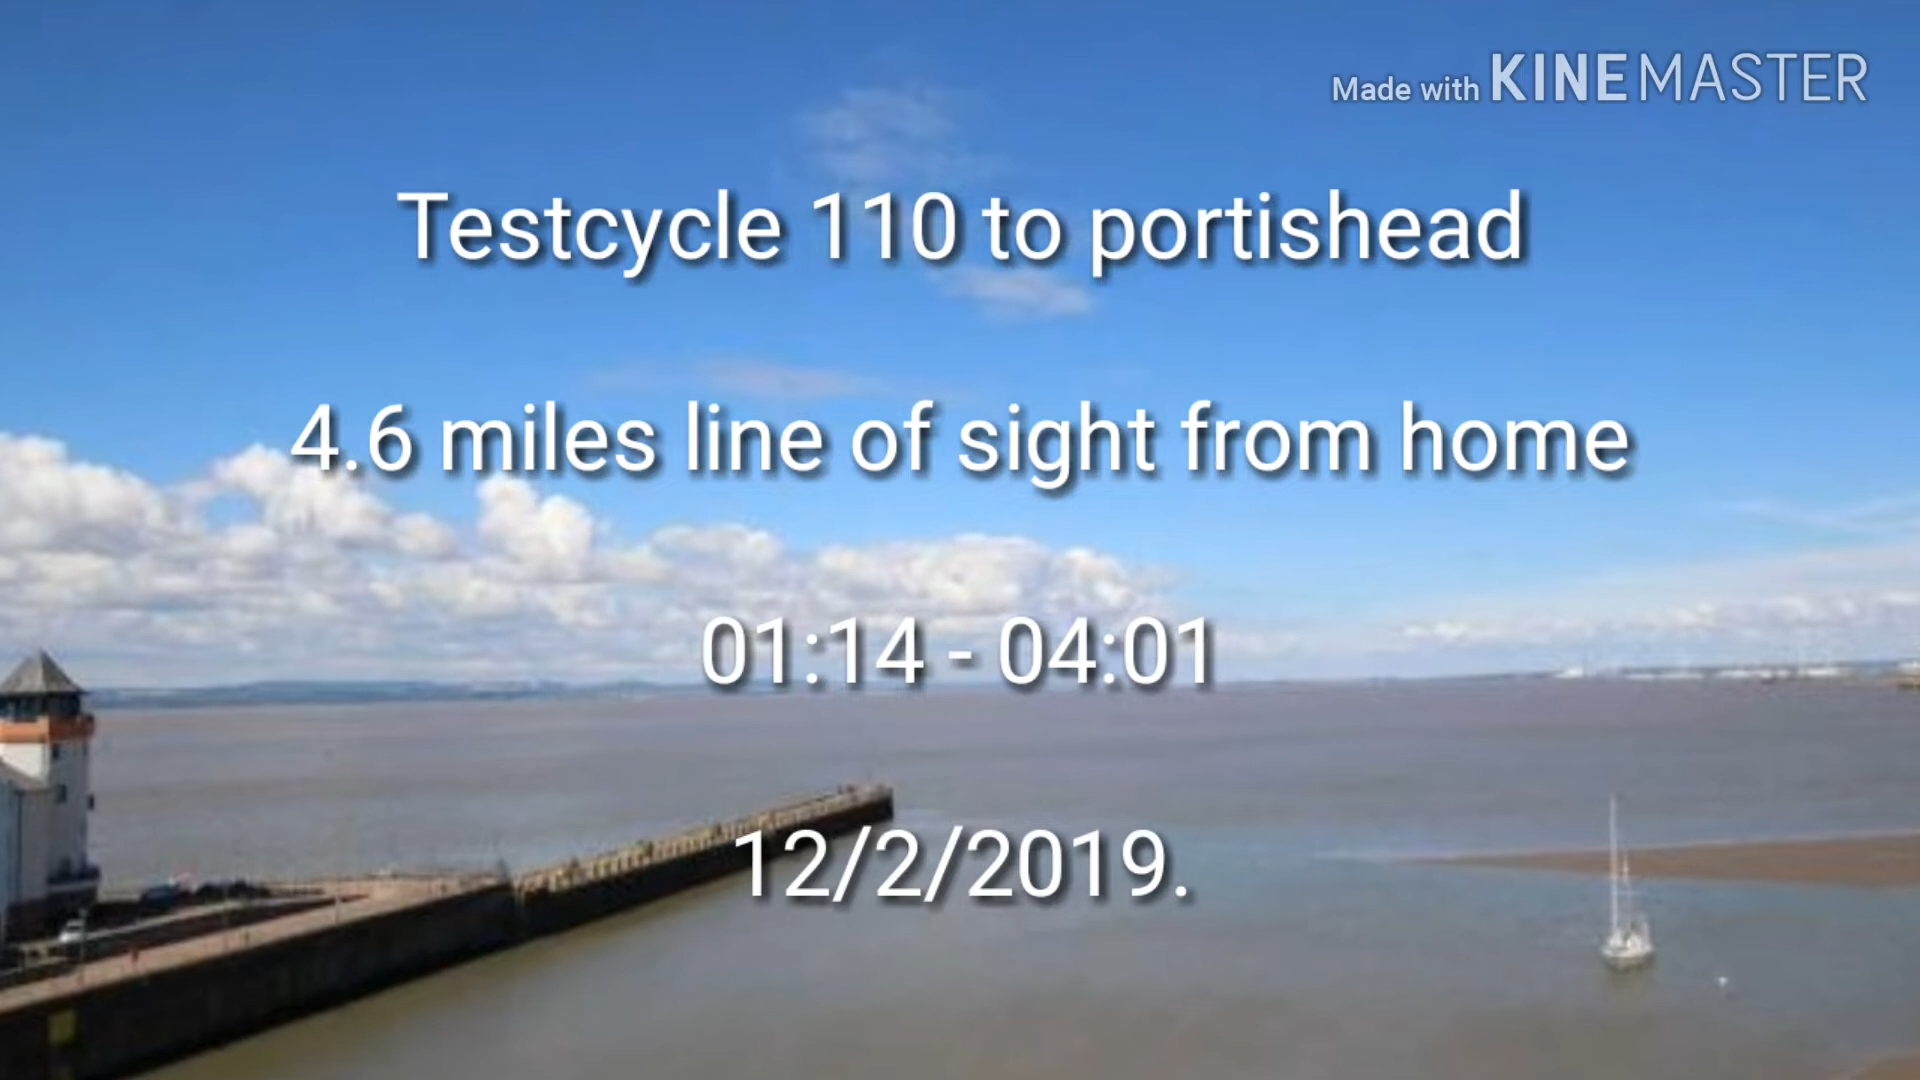 Made with KINEMASTER
Testcycle 110 to portishead
4.6 miles line of sight from home
01:14 - 04:01
12/2/2019.